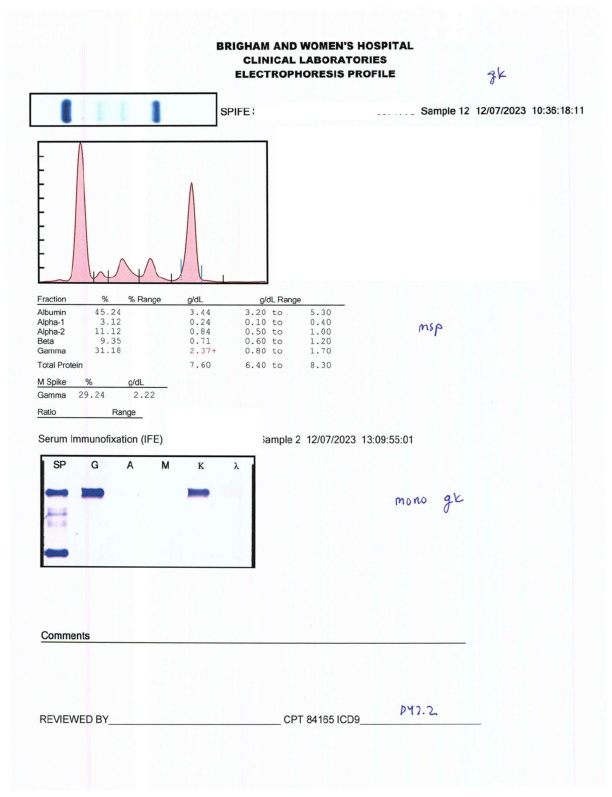 BRIGHAM AND WOMEN'S HOSPITAL
CLINICAL LABORATORIES
ELECTROPHORESIS PROFILE
gk
SPIFE Sample 12 12/07/2023 10:36:18:11
Fraction % % Range g/dL g/dL Range
Albumin 45.24 3.44 3.20 to 5.30
Alpha-1 3.12 0.24 0.10 to 0.40
Alpha-2 11.12 0.84 0.50 to 1.00
Beta 9.35 0.71 0.60 to 1.20
Gamma 31.18 2.37+ 0.80 to 1.70
Total Protein 7.60 6.40 to 8.30
msp
M Spike % g/dL
Gamma 29.24 2.22
Ratio Range
Serum Immunofixation (IFE) Sample 2 12/07/2023 13:09:55:01
SP G A M K λ
mono gk
Comments
REVIEWED BY CPT 84165 ICD9 D47.2